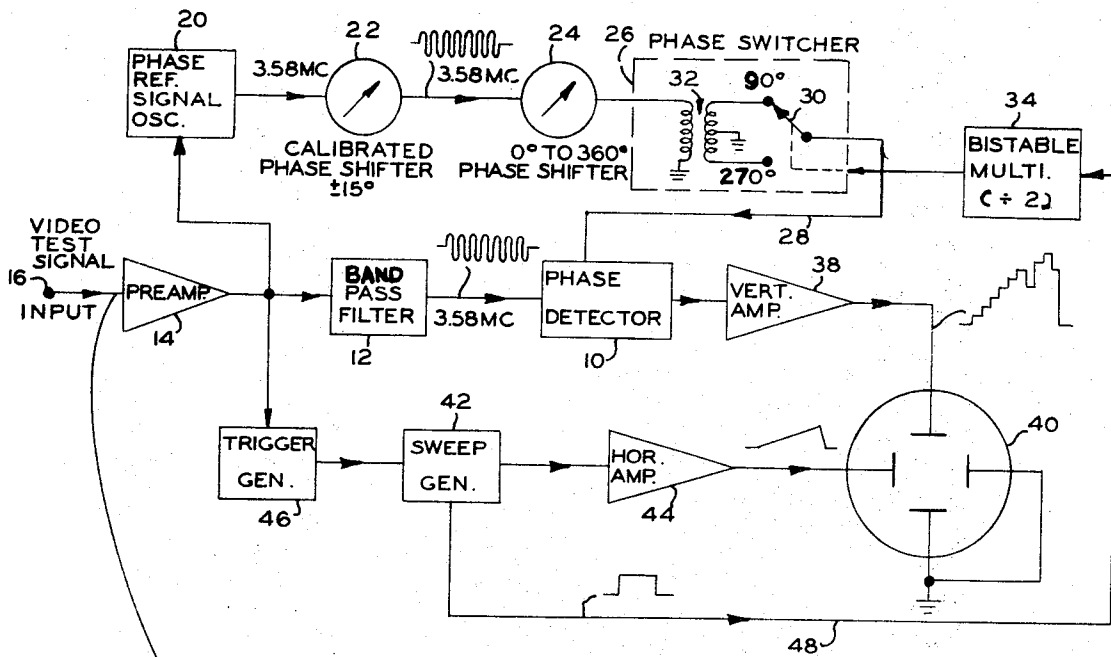 20
PHASE
REF.
SIGNAL
OSC.
3.58MC
22
CALIBRATED
PHASE SHIFTER
±15°
3.58MC
24
0° TO 360°
PHASE SHIFTER
26
PHASE SWITCHER
32
90°
30
270°
34
BISTABLE
MULTI.
(÷2)
28
VIDEO
TEST
SIGNAL
16
INPUT
PREAMP.
14
BAND
PASS
FILTER
12
3.58MC
PHASE
DETECTOR
10
38
VERT.
AMP.
TRIGGER
GEN.
46
42
SWEEP
GEN.
HOR.
AMP.
44
40
48